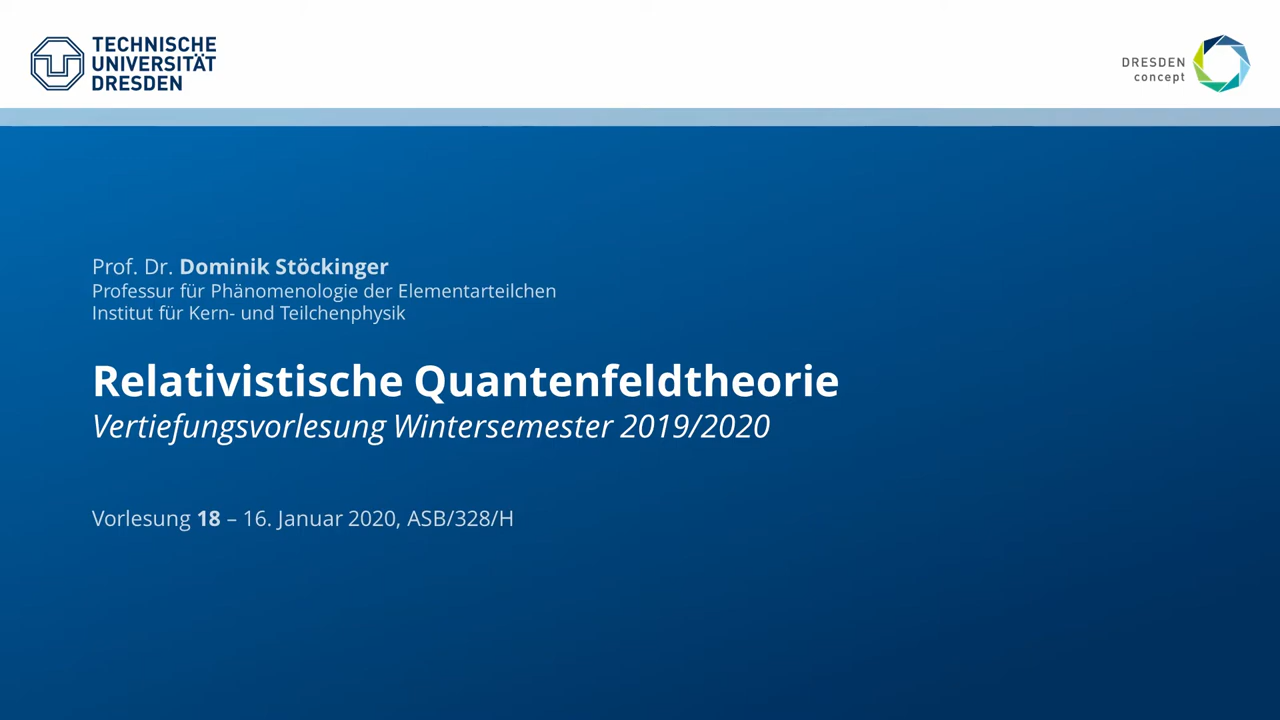 TECHNISCHE
UNIVERSITÄT
DRESDEN
DRESDEN
concept
Prof. Dr. Dominik Stöckinger
Professur für Phänomenologie der Elementarteilchen
Institut für Kern- und Teilchenphysik
Relativistische Quantenfeldtheorie
Vertiefungsvorlesung Wintersemester 2019/2020
Vorlesung 18 – 16. Januar 2020, ASB/328/H